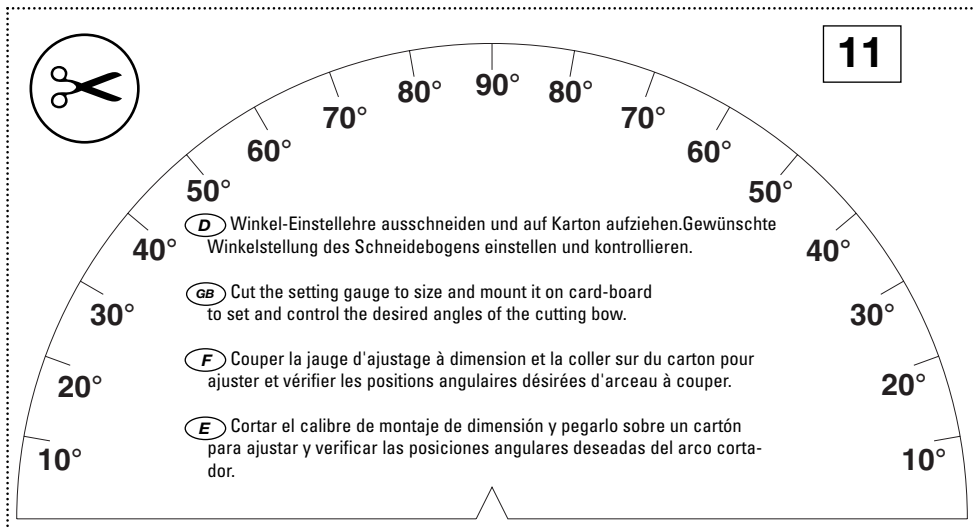 11
90°
80° 80°
70° 70°
60° 60°
50° 50°
D Winkel-Einstellehre ausschneiden und auf Karton aufziehen.Gewünschte
Winkelstellung des Schneidebogens einstellen und kontrollieren.
40° 40°
GB Cut the setting gauge to size and mount it on card-board
to set and control the desired angles of the cutting bow.
30° 30°
F Couper la jauge d'ajustage à dimension et la coller sur du carton pour
ajuster et vérifier les positions angulaires désirées d'arceau à couper.
20° 20°
E Cortar el calibre de montaje de dimensión y pegarlo sobre un cartón
para ajustar y verificar las posiciones angulares deseadas del arco corta-
dor.
10° 10°